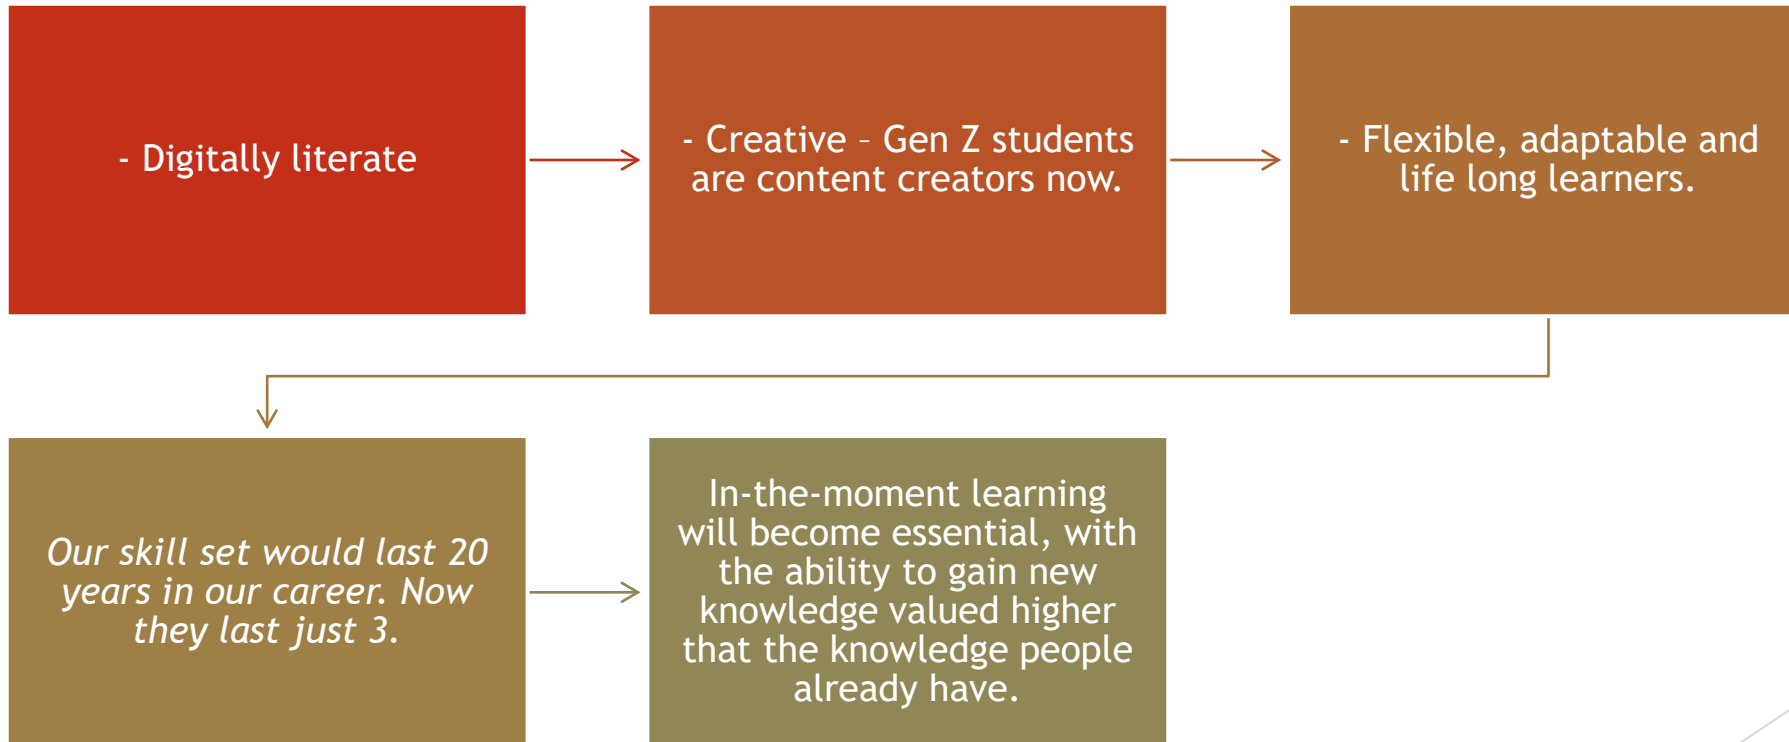 - Digitally literate
- Creative – Gen Z students
are content creators now.
- Flexible, adaptable and
life long learners.
Our skill set would last 20
years in our career. Now
they last just 3.
In-the-moment learning
will become essential, with
the ability to gain new
knowledge valued higher
that the knowledge people
already have.